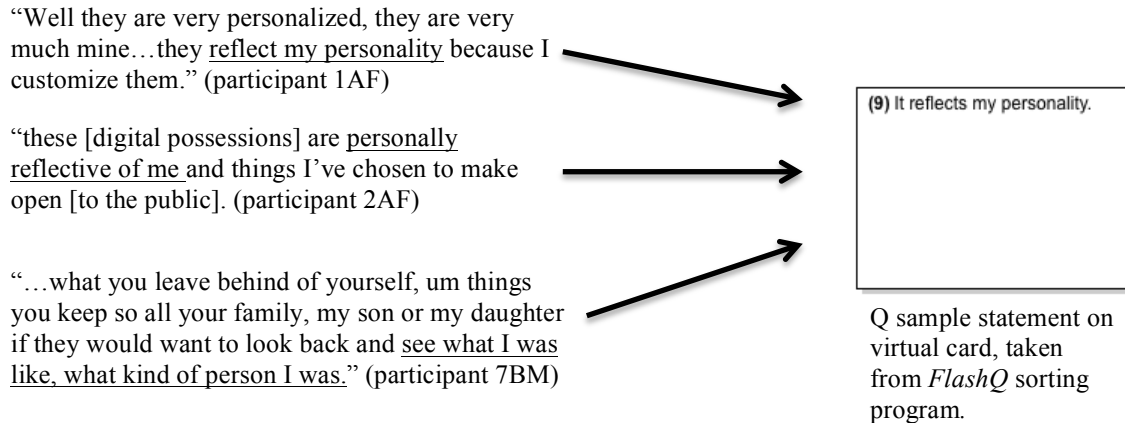 “Well they are very personalized, they are very
much mine…they reflect my personality because I
customize them.” (participant 1AF)
“these [digital possessions] are personally
reflective of me and things I’ve chosen to make
open [to the public]. (participant 2AF)
“…what you leave behind of yourself, um things
you keep so all your family, my son or my daughter
if they would want to look back and see what I was
like, what kind of person I was.” (participant 7BM)
(9) It reflects my personality.
Q sample statement on
virtual card, taken
from FlashQ sorting
program.